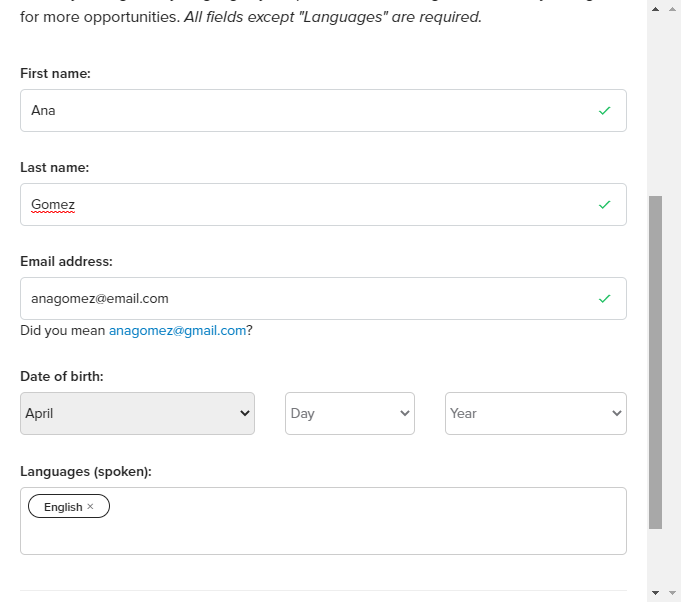 for more opportunities. All fields except "Languages" are required.
First name:
Ana
Last name:
Gomez
Email address:
anagomez@email.com
Did you mean anagomez@gmail.com?
Date of birth:
April Day Year
Languages (spoken):
English ×